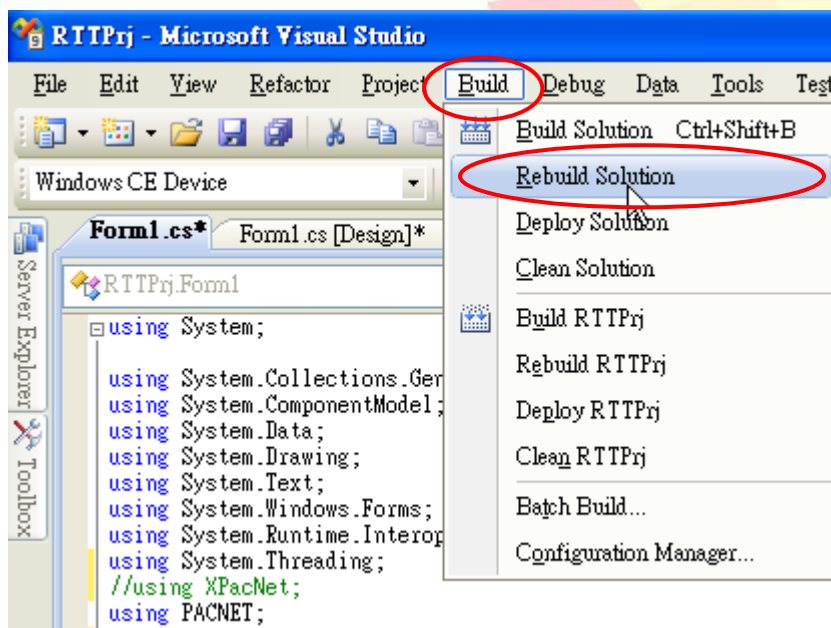 RTTPrj - Microsoft Visual Studio
File Edit View Refactor Project Build Debug Data Tools Test
Build Solution Ctrl+Shift+B
Windows CE Device
Rebuild Solution
Form1.cs* Form1.cs [Design]*
Deploy Solution
Clean Solution
Server Explorer
Toolbox
RTTPrj.Form1
Build RTTPrj
Rebuild RTTPrj
Deploy RTTPrj
Clean RTTPrj
Batch Build...
Configuration Manager...
using System;
using System.Collections.Gen
using System.ComponentModel;
using System.Data;
using System.Drawing;
using System.Text;
using System.Windows.Forms;
using System.Runtime.Interop
using System.Threading;
//using XPacNet;
using PACNET;